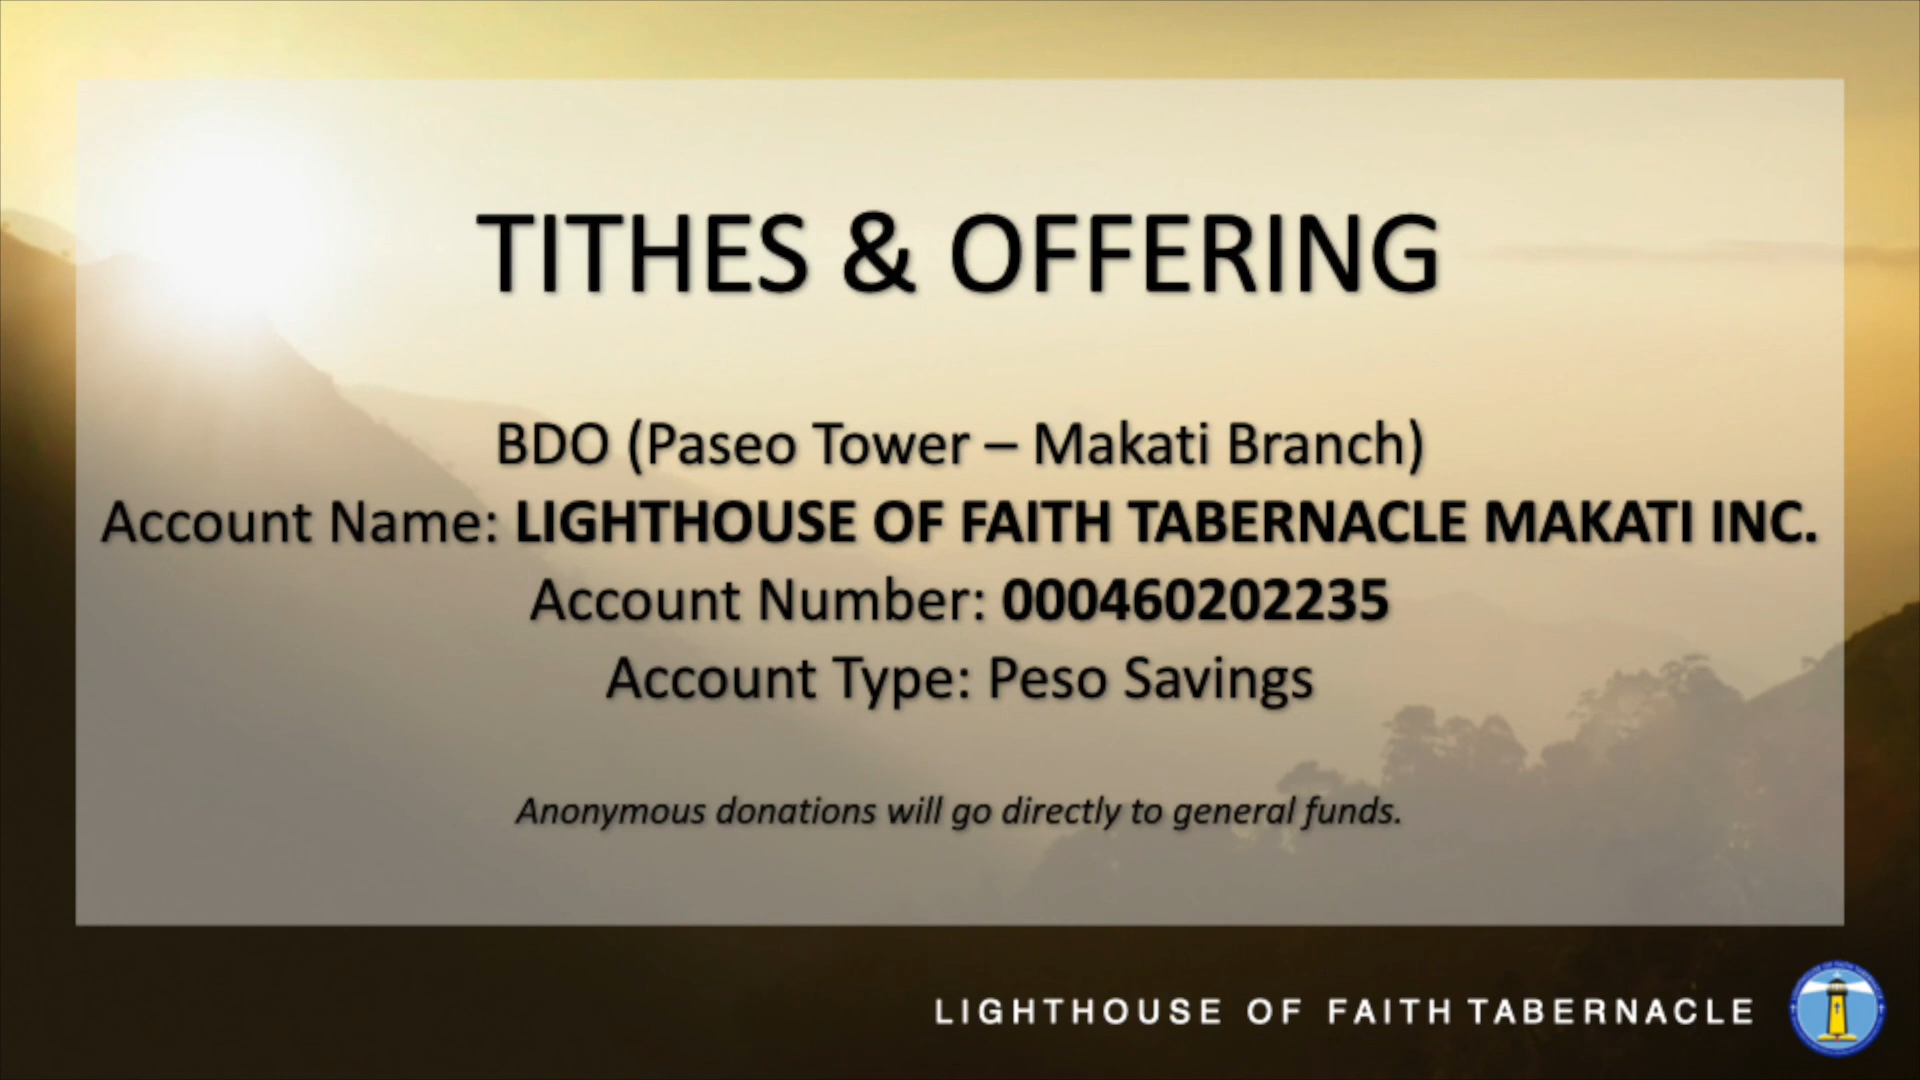 TITHES & OFFERING
BDO (Paseo Tower – Makati Branch)
Account Name: LIGHTHOUSE OF FAITH TABERNACLE MAKATI INC.
Account Number: 000460202235
Account Type: Peso Savings
Anonymous donations will go directly to general funds.
LIGHTHOUSE OF FAITH TABERNACLE